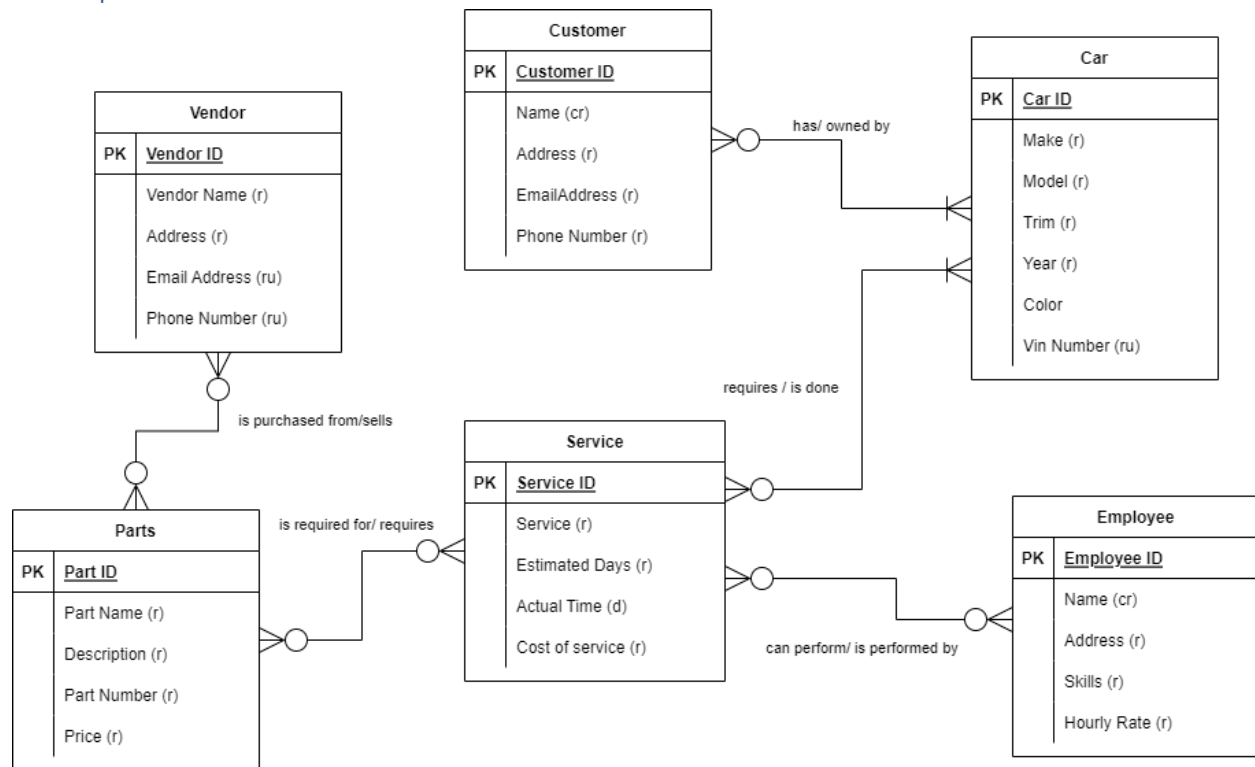 Customer
PK Customer ID
Name (cr)
Address (r)
EmailAddress (r)
Phone Number (r)
Car
PK Car ID
Make (r)
Model (r)
Trim (r)
Year (r)
Color
Vin Number (ru)
has/ owned by
Vendor
PK Vendor ID
Vendor Name (r)
Address (r)
Email Address (ru)
Phone Number (ru)
requires / is done
is purchased from/sells
Service
PK Service ID
Service (r)
Estimated Days (r)
Actual Time (d)
Cost of service (r)
is required for/ requires
Parts
PK Part ID
Part Name (r)
Description (r)
Part Number (r)
Price (r)
Employee
PK Employee ID
Name (cr)
Address (r)
Skills (r)
Hourly Rate (r)
can perform/ is performed by